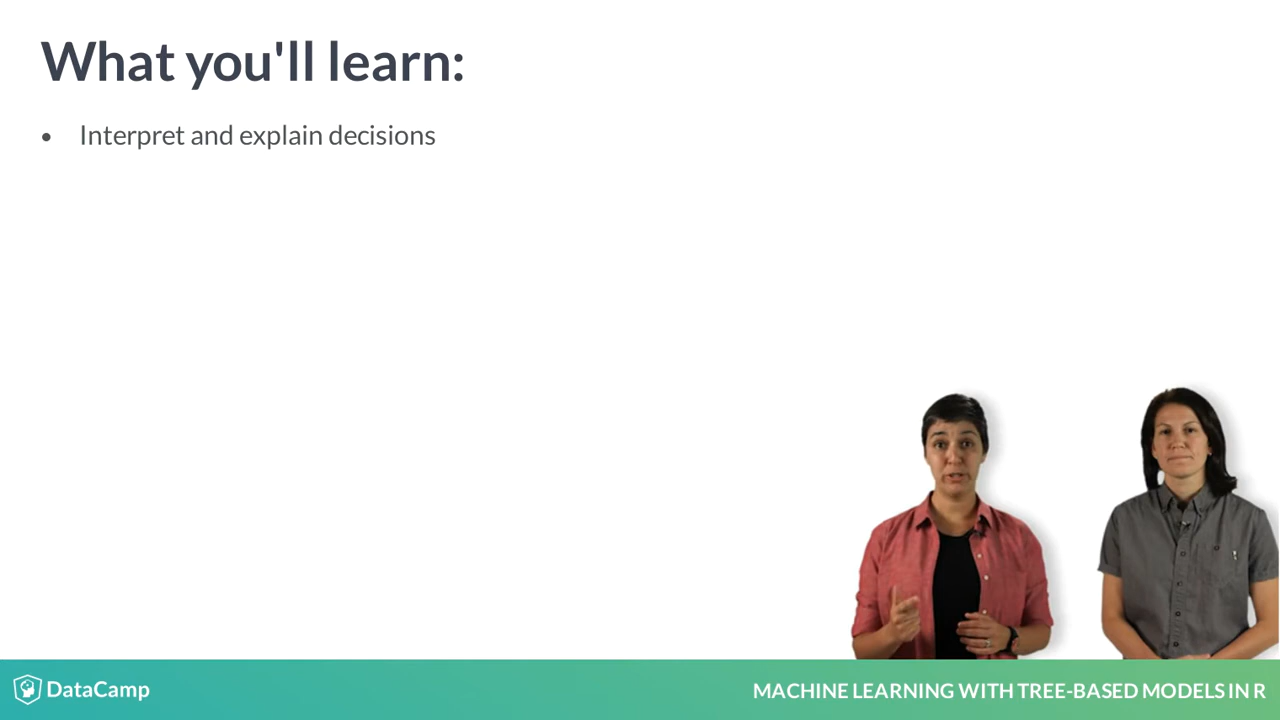 What you'll learn:
• Interpret and explain decisions
DataCamp
MACHINE LEARNING WITH TREE-BASED MODELS IN R